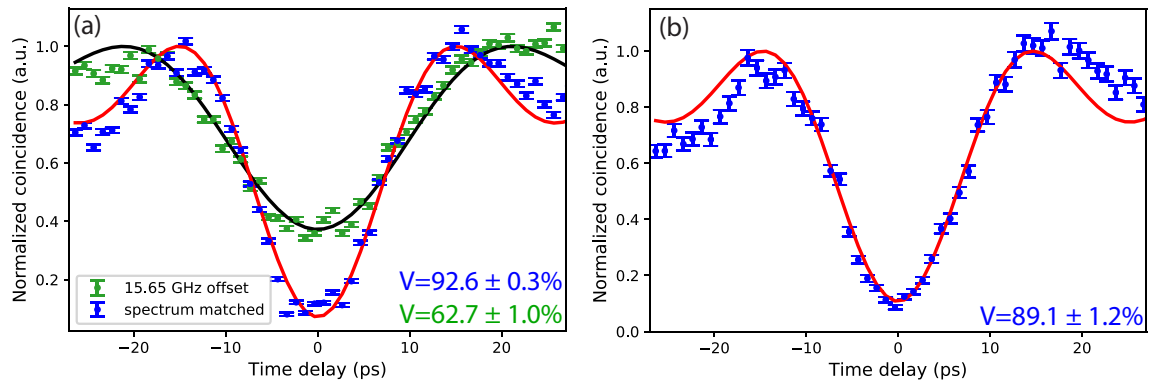 (a)
Normalized coincidence (a.u.)
1.0
0.8
0.6
0.4
0.2
15.65 GHz offset
spectrum matched
V=92.6 ± 0.3%
V=62.7 ± 1.0%
−20 −10 0 10 20
Time delay (ps)
(b)
Normalized coincidence (a.u.)
1.0
0.8
0.6
0.4
0.2
0.0
V=89.1 ± 1.2%
−20 −10 0 10 20
Time delay (ps)